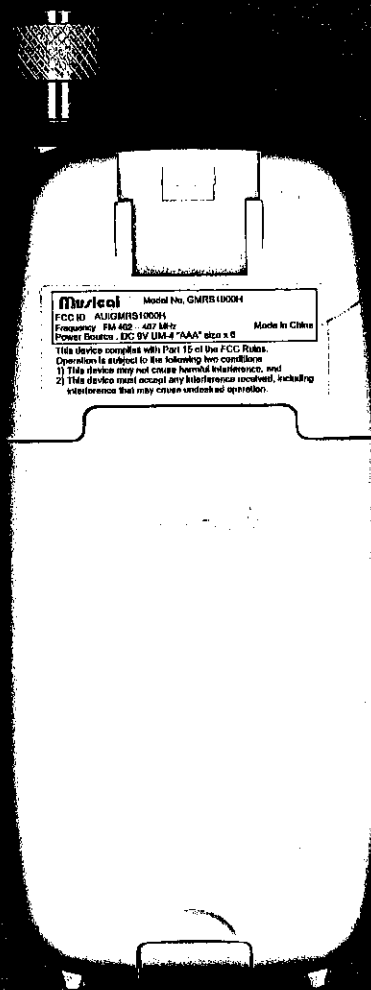 Musical Model No. GMRS1000H
FCC ID AUIGMRS1000H
Frequency FM 462 - 467 MHz Made in China
Power Source . DC 9V UM-4 "AAA" size x 6
This device complies with Part 15 of the FCC Rules.
Operation is subject to the following two conditions
1) This device may not cause harmful interference, and
2) This device must accept any interference received, including
interference that may cause undesired operation.